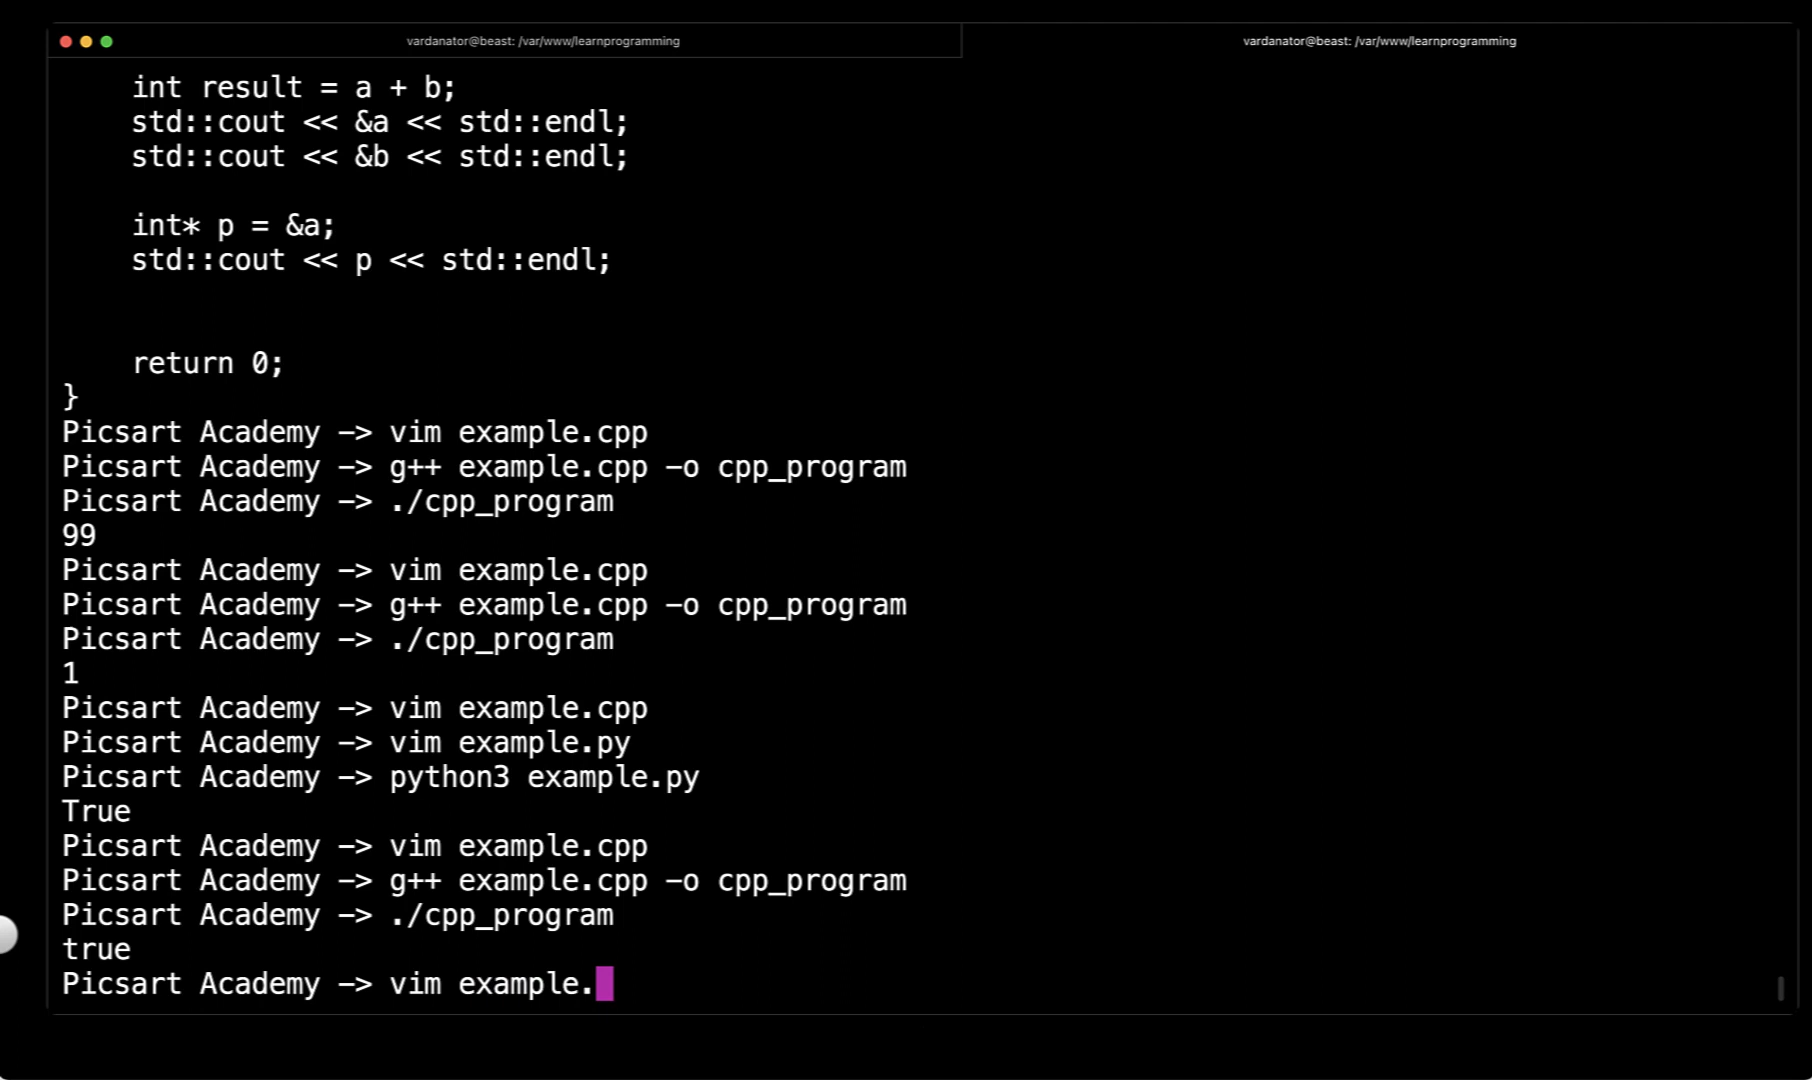 vardanator@beast: /var/www/learnprogramming
vardanator@beast: /var/www/learnprogramming
int result = a + b;
std::cout << &a << std::endl;
std::cout << &b << std::endl;
int* p = &a;
std::cout << p << std::endl;
return 0;
}
Picsart Academy -> vim example.cpp
Picsart Academy -> g++ example.cpp -o cpp_program
Picsart Academy -> ./cpp_program
99
Picsart Academy -> vim example.cpp
Picsart Academy -> g++ example.cpp -o cpp_program
Picsart Academy -> ./cpp_program
1
Picsart Academy -> vim example.cpp
Picsart Academy -> vim example.py
Picsart Academy -> python3 example.py
True
Picsart Academy -> vim example.cpp
Picsart Academy -> g++ example.cpp -o cpp_program
Picsart Academy -> ./cpp_program
true
Picsart Academy -> vim example.